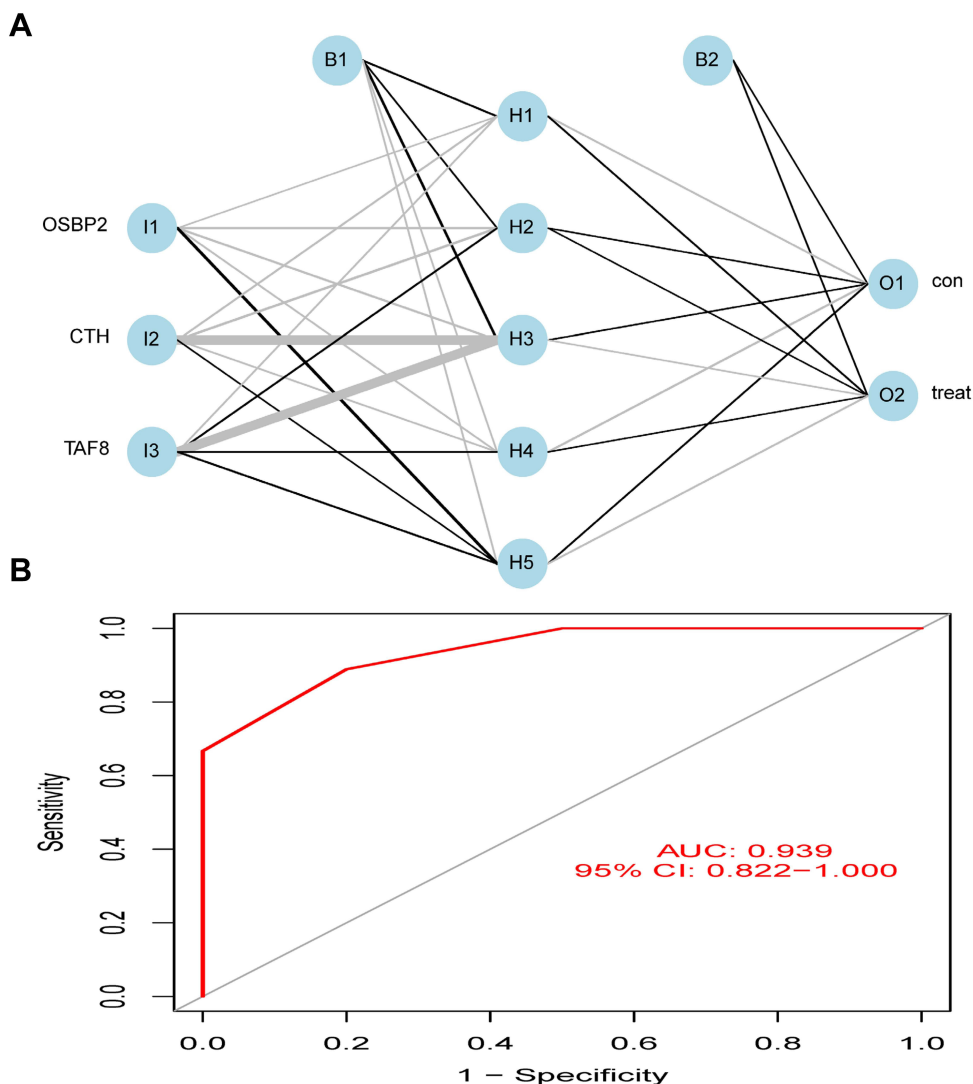 A
B1
B2
H1
OSBP2
I1
H2
O1
con
CTH
I2
H3
O2
treat
TAF8
I3
H4
H5
B
Sensitivity
1.0
0.8
0.6
0.4
0.2
0.0
AUC: 0.939
95% CI: 0.822−1.000
0.0 0.2 0.4 0.6 0.8 1.0
1 − Specificity